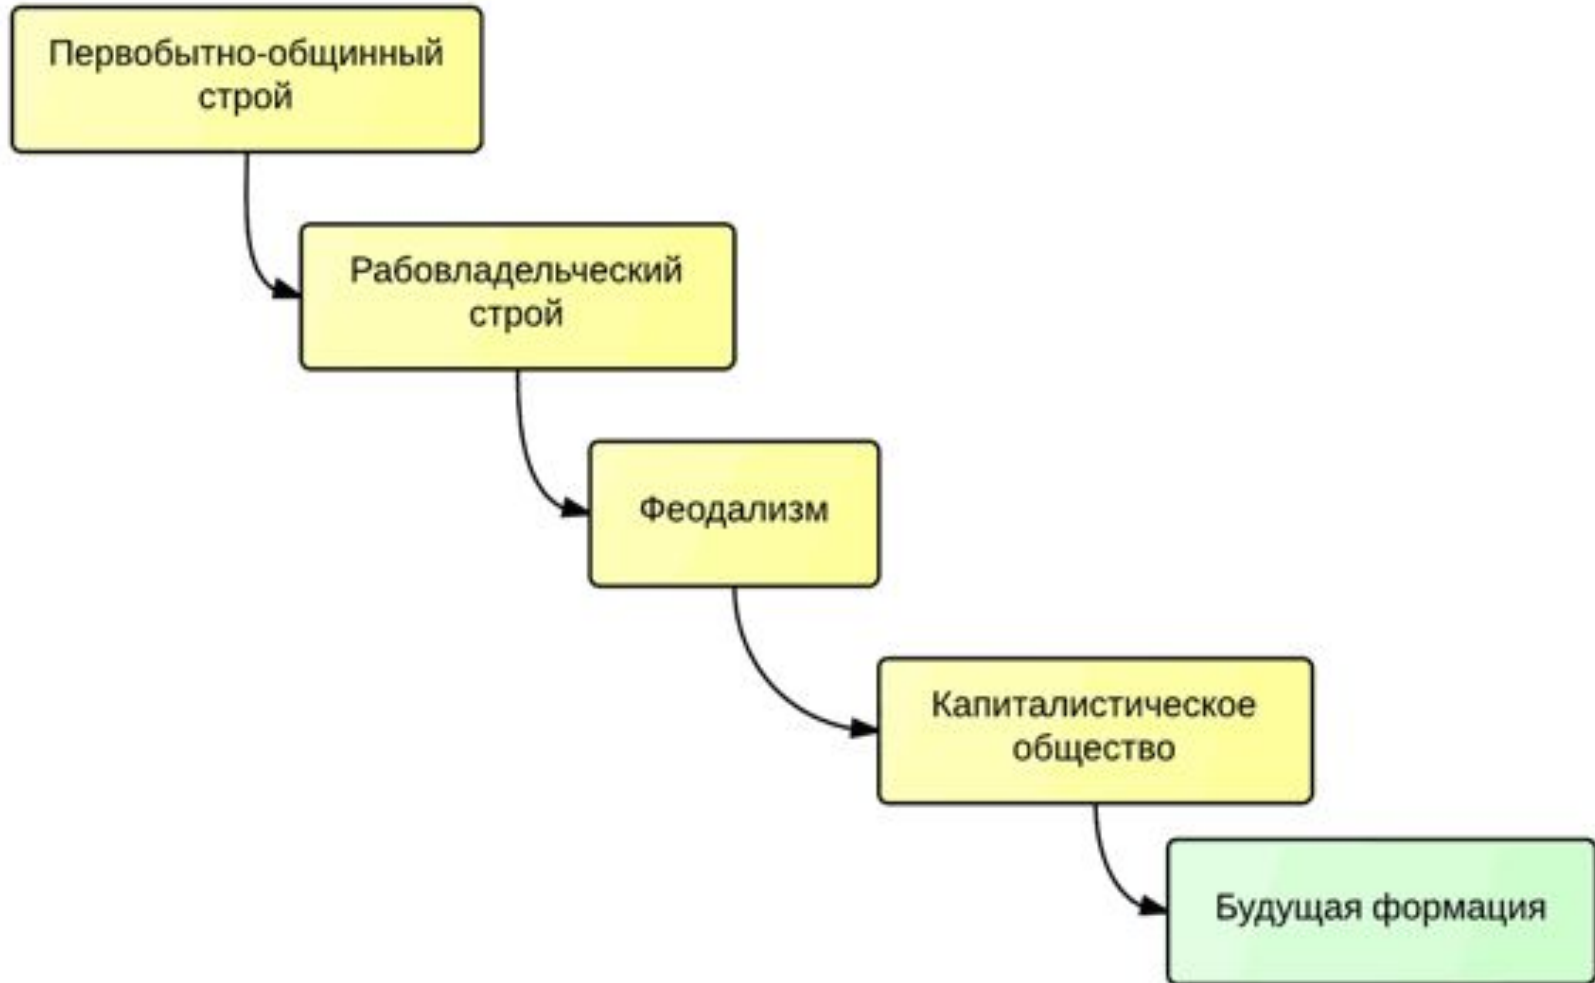 Первобытно-общинный
строй
Рабовладельческий
строй
Феодализм
Капиталистическое
общество
Будущая формация